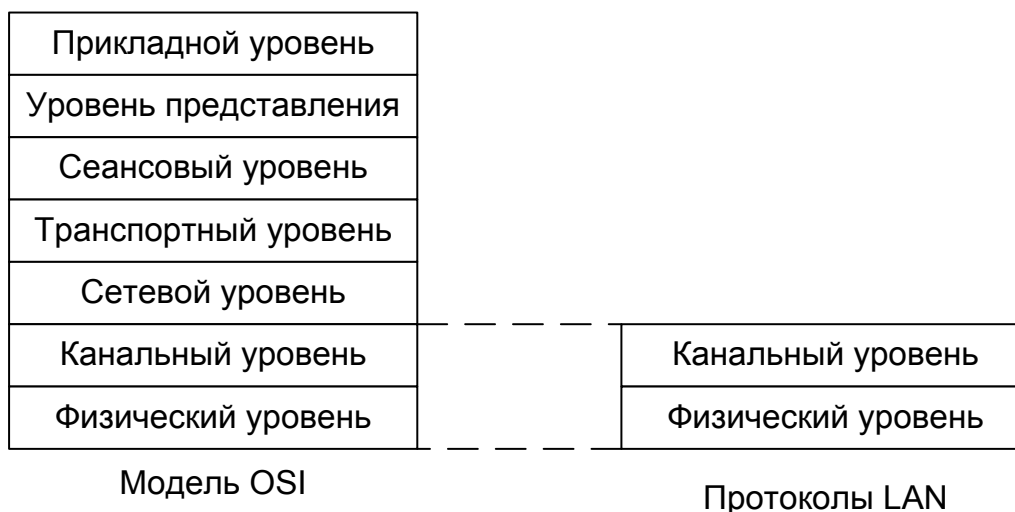 Прикладной уровень
Уровень представления
Сеансовый уровень
Транспортный уровень
Сетевой уровень
Канальный уровень
Физический уровень
Модель OSI
Канальный уровень
Физический уровень
Протоколы LAN